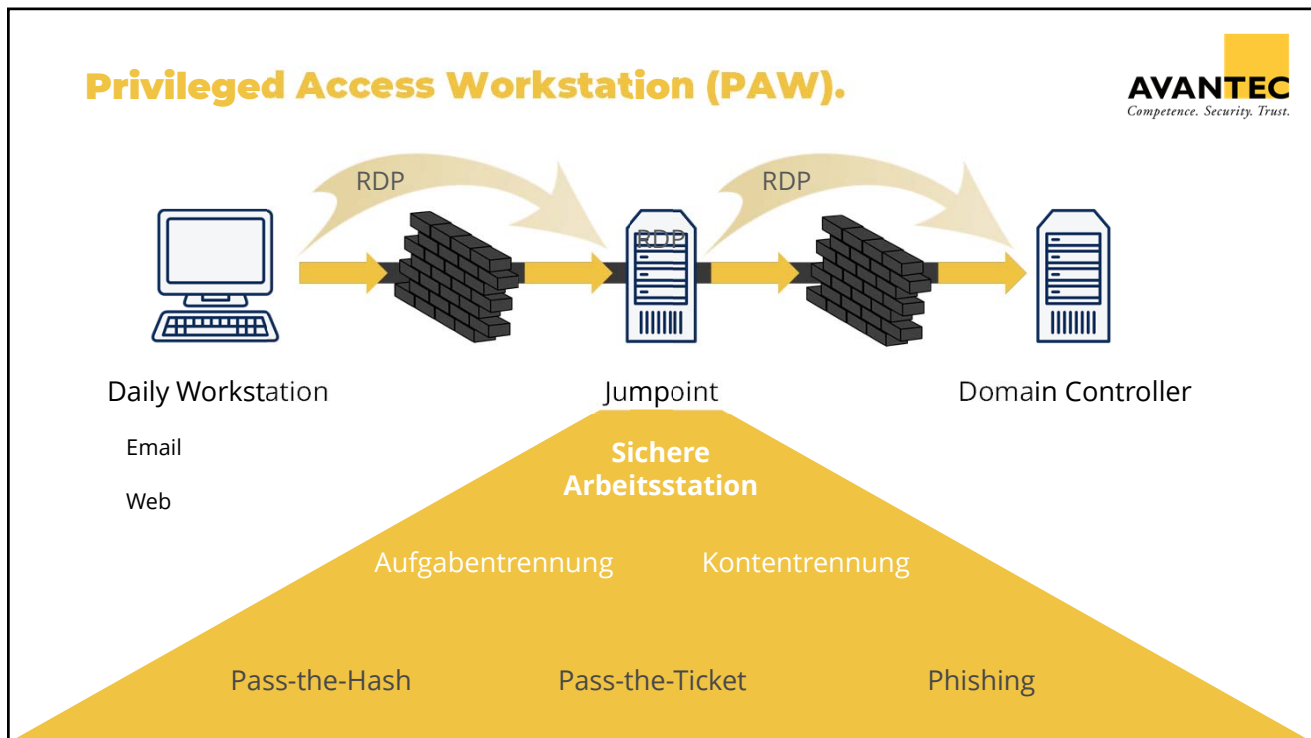 Privileged Access Workstation (PAW).
AVANTEC
Competence. Security. Trust.
RDP
RDP
RDP
Daily Workstation
Jumpoint
Domain Controller
Email
Web
Sichere
Arbeitsstation
Aufgabentrennung
Kontentrennung
Pass-the-Hash
Pass-the-Ticket
Phishing